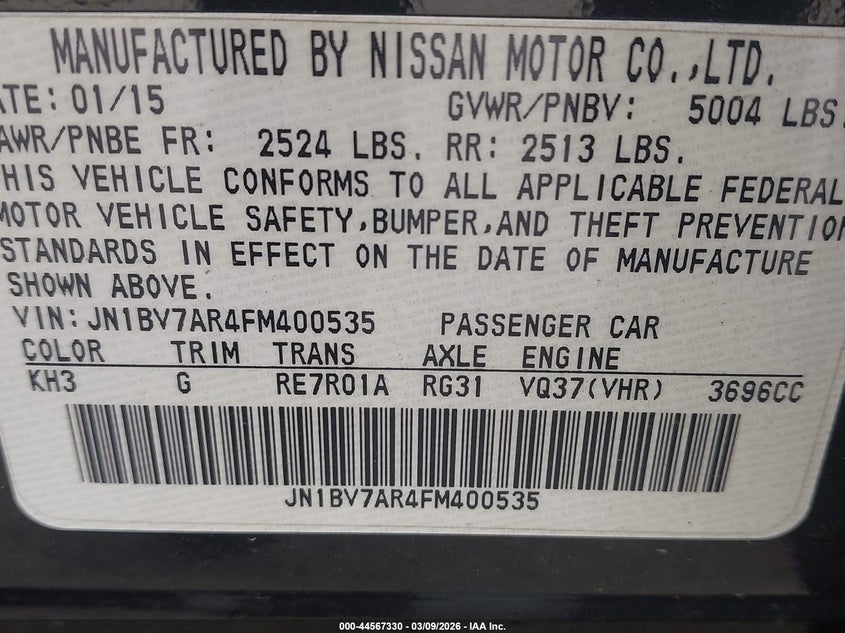 MANUFACTURED BY NISSAN MOTOR CO.,LTD.
ATE: 01/15 GVWR/PNBV: 5004 LBS.
AWR/PNBE FR: 2524 LBS. RR: 2513 LBS.
HIS VEHICLE CONFORMS TO ALL APPLICABLE FEDERAL
MOTOR VEHICLE SAFETY,BUMPER,AND THEFT PREVENTION
STANDARDS IN EFFECT ON THE DATE OF MANUFACTURE
SHOWN ABOVE.
VIN: JN1BV7AR4FM400535 PASSENGER CAR
COLOR TRIM TRANS AXLE ENGINE
KH3 G RE7R01A RG31 VQ37(VHR) 3696CC
JN1BV7AR4FM400535
000-44567330 — 03/09/2026 — IAA Inc.